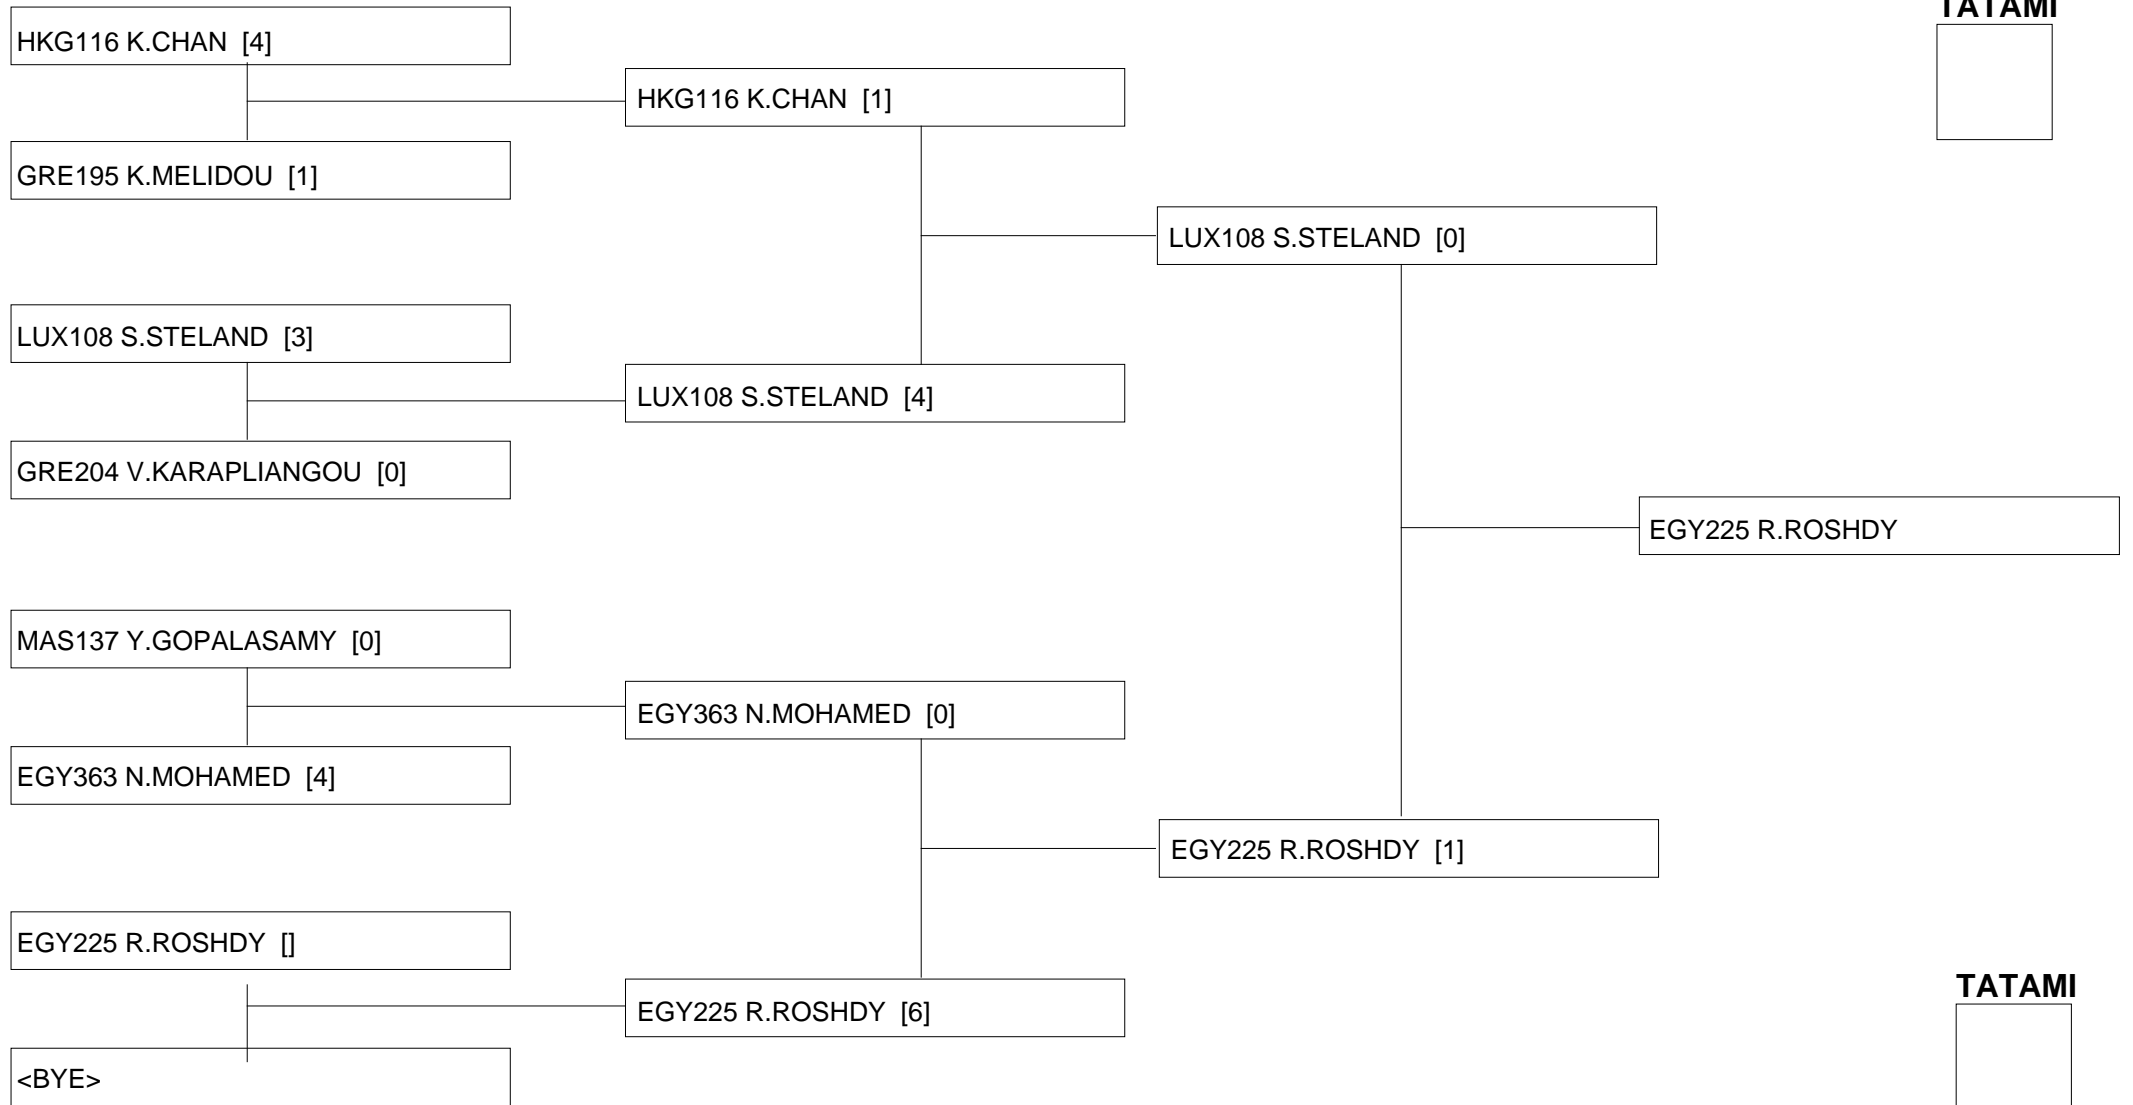 TATAMI
HKG116 K.CHAN [4]
HKG116 K.CHAN [1]
GRE195 K.MELIDOU [1]
LUX108 S.STELAND [0]
LUX108 S.STELAND [3]
LUX108 S.STELAND [4]
GRE204 V.KARAPLIANGOU [0]
EGY225 R.ROSHDY
MAS137 Y.GOPALASAMY [0]
EGY363 N.MOHAMED [0]
EGY363 N.MOHAMED [4]
EGY225 R.ROSHDY [1]
EGY225 R.ROSHDY []
TATAMI
EGY225 R.ROSHDY [6]
<BYE>